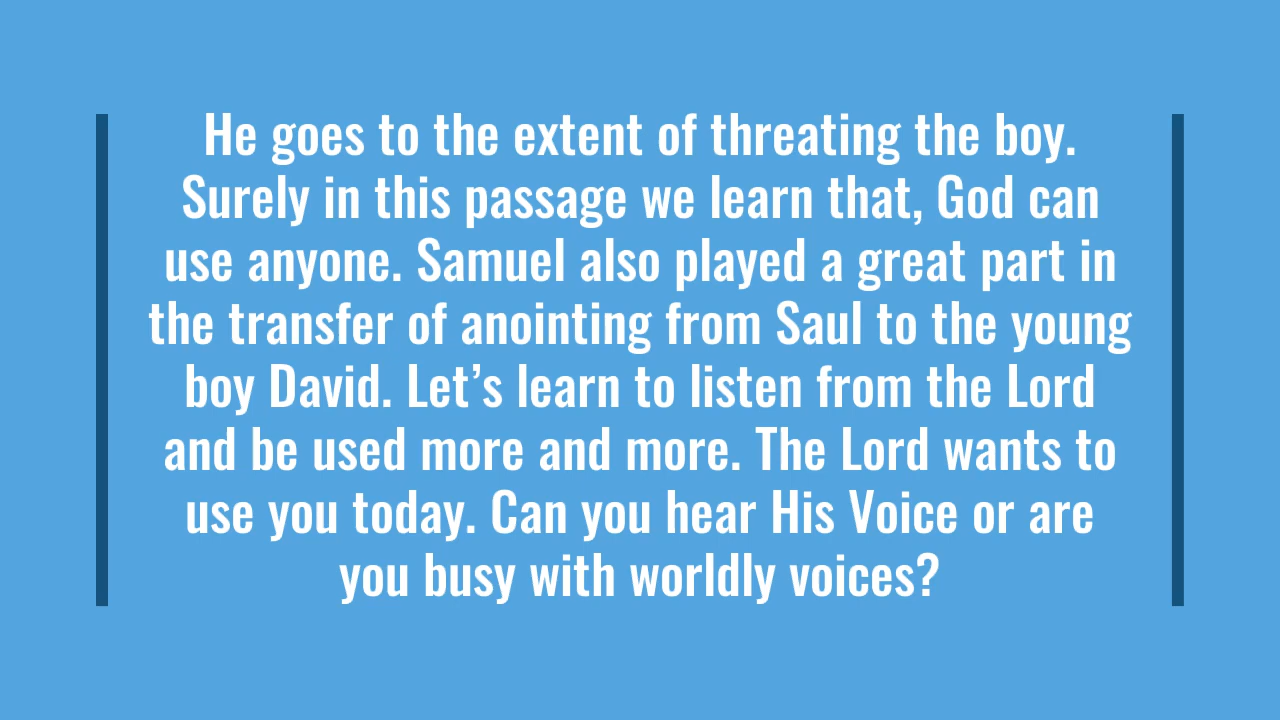 He goes to the extent of threating the boy.
Surely in this passage we learn that, God can
use anyone. Samuel also played a great part in
the transfer of anointing from Saul to the young
boy David. Let’s learn to listen from the Lord
and be used more and more. The Lord wants to
use you today. Can you hear His Voice or are
you busy with worldly voices?